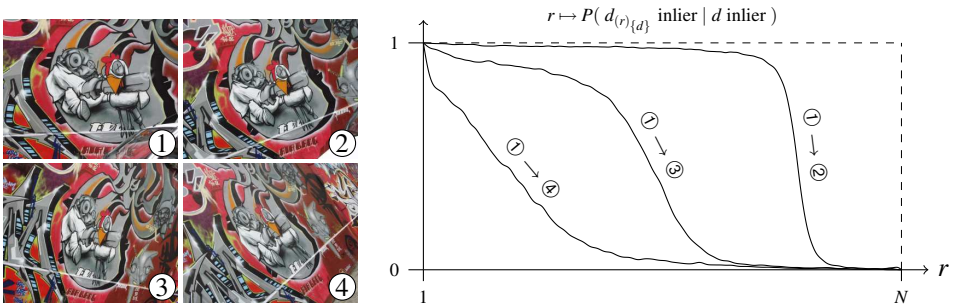 ① ②
③ ④
r ↦ P( d_{(r)_{\{d\}}} inlier | d inlier )
1
0
1
N
r
① → ②
① → ③
① → ④